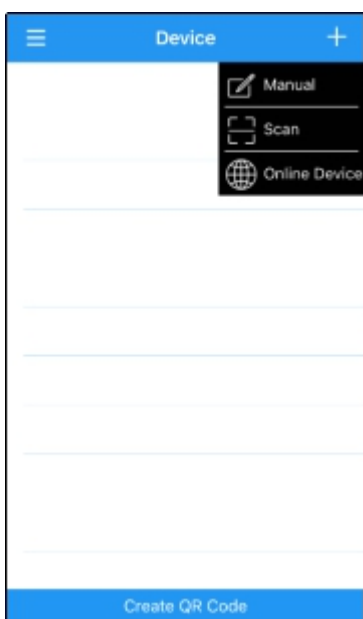 Device
Manual
Scan
Online Device
Create QR Code